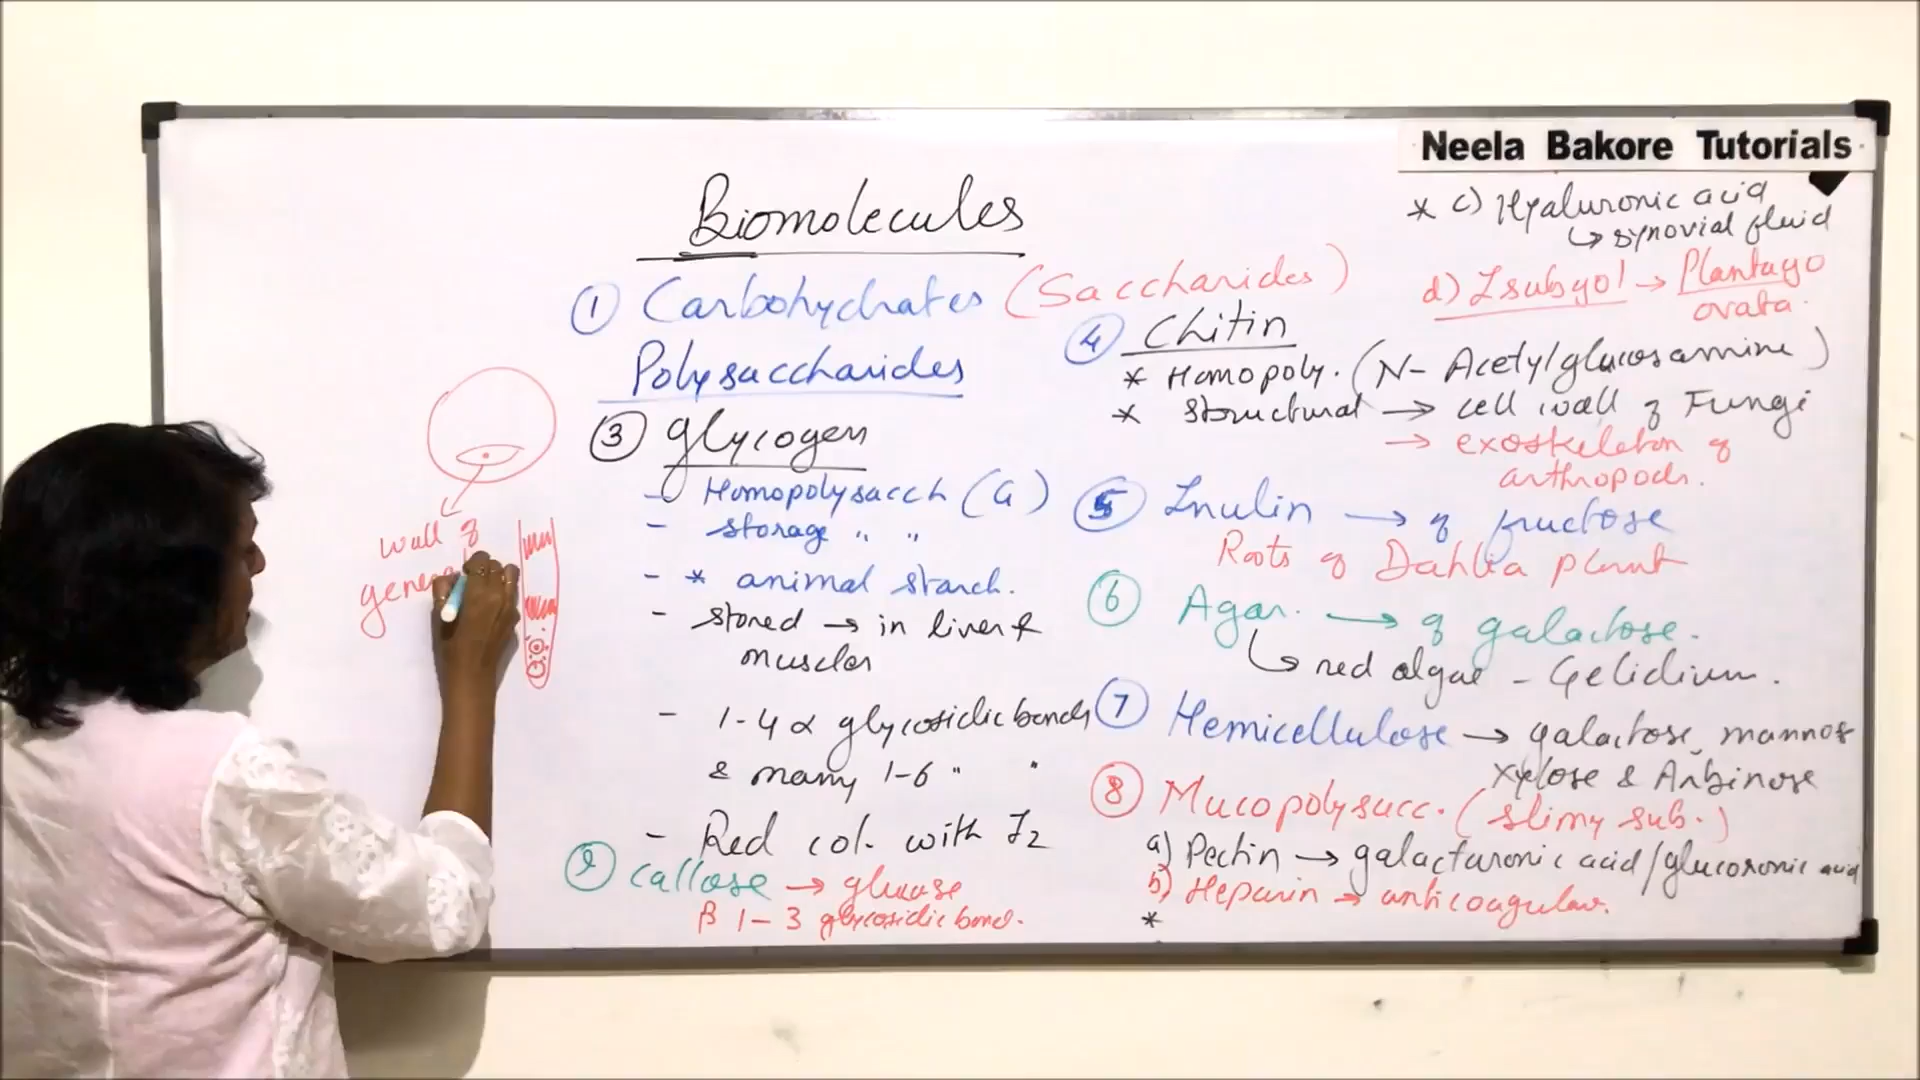 Neela Bakore Tutorials
Biomolecules
① Carbohydrates (Saccharides)
Polysaccharides
③ Glycogen
- Homopolysacch (G)
- storage " "
- * animal starch.
- stored → in liver &
muscles
- 1-4 α glycosidic bonds
& many 1-6 " "
- Red col. with I2
⑨ Callose → glucose
β 1-3 glycosidic bond.
wall of
gene
④ Chitin
* Homopoly. (N- Acetylglucosamine)
* Structural → cell wall of Fungi
→ exoskeleton of
arthropods.
⑤ Inulin → of fructose
Roots of Dahlia plant
⑥ Agar. → of galactose.
↳ red algae - Gelidium.
⑦ Hemicellulose → galactose, mannos
Xylose & Arbinose
⑧ Mucopolysacc. (slimy sub.)
a) Pectin → galacturonic acid/glucoronic acid
b) Heparin → anticoagulan.
*
* c) Hyaluronic acid
↳ synovial fluid
d) Isubgol → Plantago
ovata.